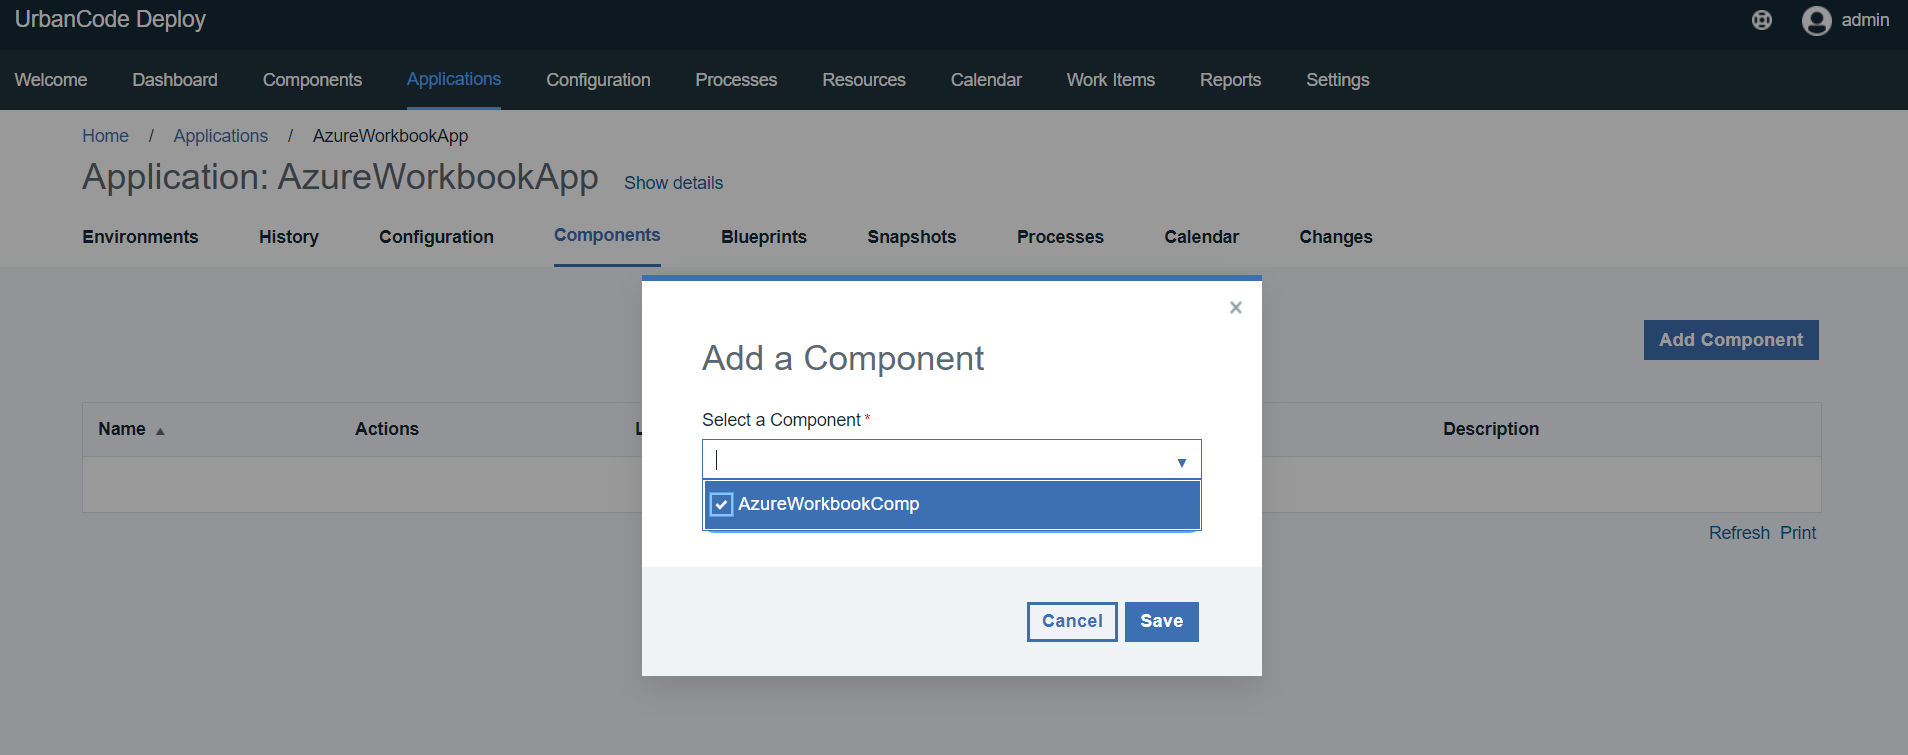 UrbanCode Deploy
admin
Welcome Dashboard Components Applications Configuration Processes Resources Calendar Work Items Reports Settings
Home / Applications / AzureWorkbookApp
Application: AzureWorkbookApp Show details
Environments History Configuration Components Blueprints Snapshots Processes Calendar Changes
Add Component
Add a Component
Select a Component *
Name Actions Description
AzureWorkbookComp
Refresh Print
Cancel Save